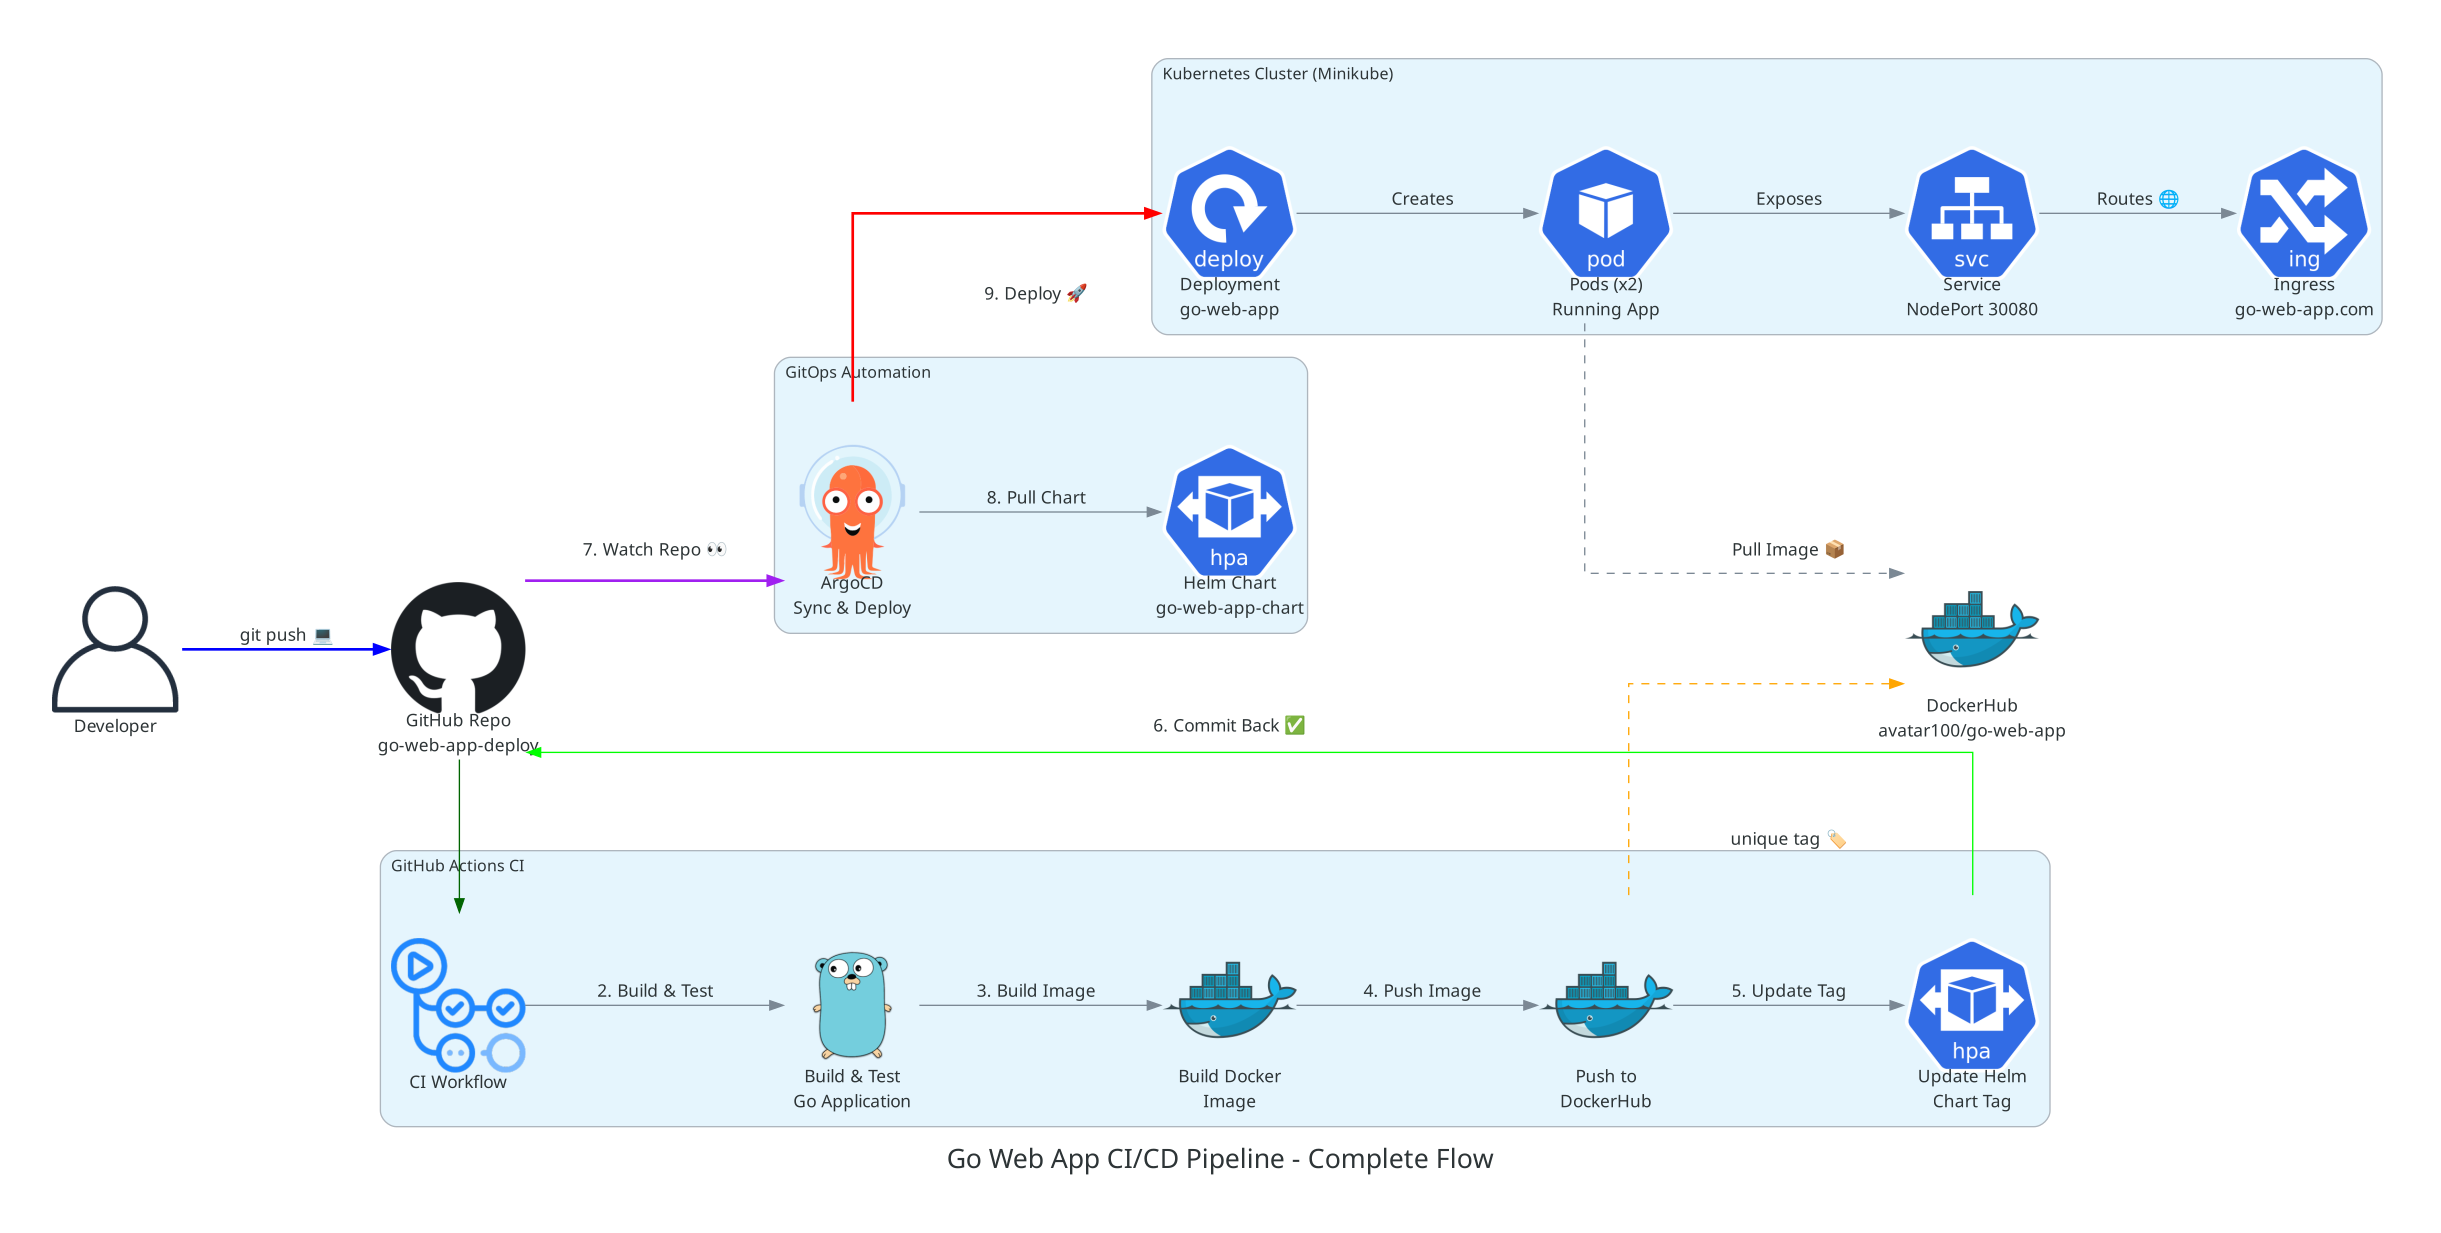 Kubernetes Cluster (Minikube)
deploy
Deployment
go-web-app
Creates
pod
Pods (x2)
Running App
Exposes
svc
Service
NodePort 30080
Routes 🌐
ing
Ingress
go-web-app.com
9. Deploy 🚀
GitOps Automation
ArgoCD
Sync & Deploy
8. Pull Chart
hpa
Helm Chart
go-web-app-chart
7. Watch Repo 👀
Pull Image 📦
Developer
git push 💻
GitHub Repo
go-web-app-deploy
DockerHub
avatar100/go-web-app
6. Commit Back ✅
unique tag 🏷️
GitHub Actions CI
CI Workflow
2. Build & Test
Build & Test
Go Application
3. Build Image
Build Docker
Image
4. Push Image
Push to
DockerHub
5. Update Tag
hpa
Update Helm
Chart Tag
Go Web App CI/CD Pipeline - Complete Flow